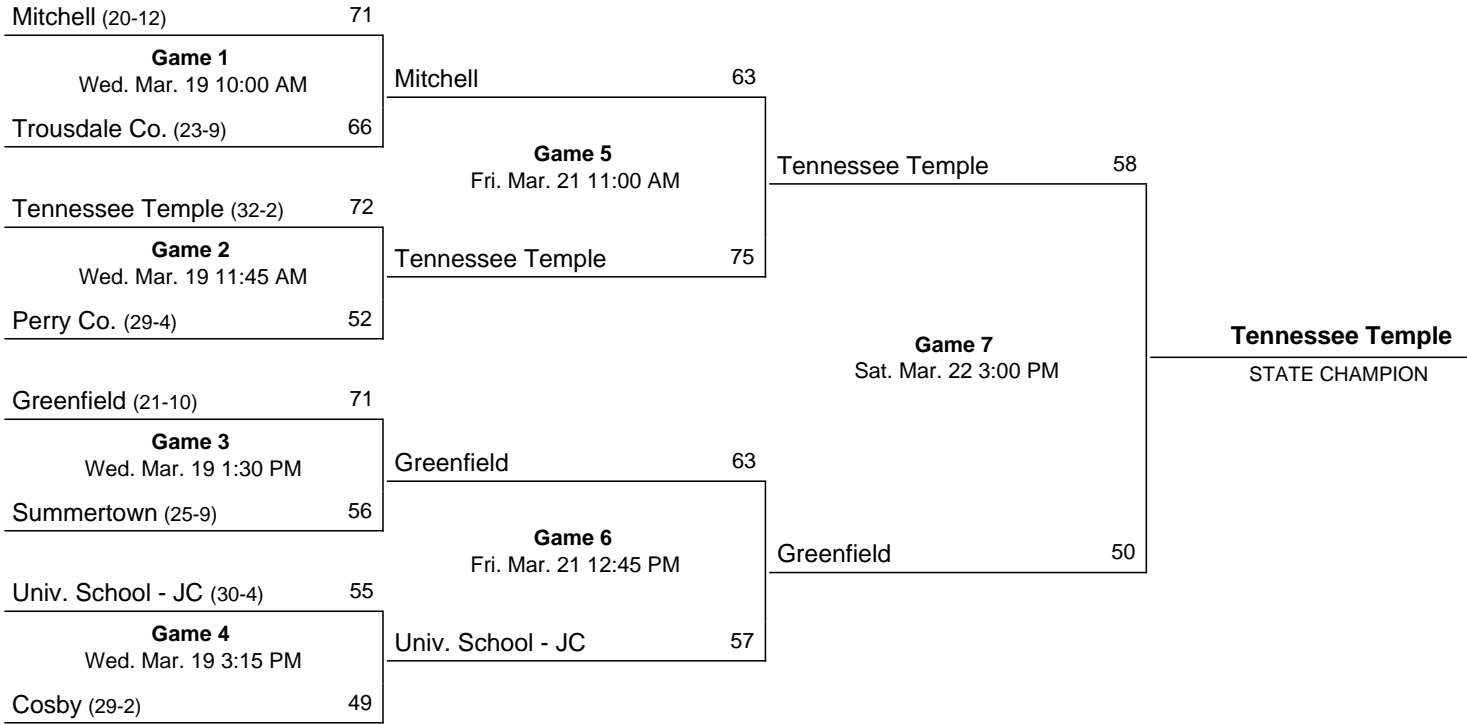 Mitchell (20-12) 71
Game 1
Wed. Mar. 19 10:00 AM
Trousdale Co. (23-9) 66
Tennessee Temple (32-2) 72
Game 2
Wed. Mar. 19 11:45 AM
Perry Co. (29-4) 52
Greenfield (21-10) 71
Game 3
Wed. Mar. 19 1:30 PM
Summertown (25-9) 56
Univ. School - JC (30-4) 55
Game 4
Wed. Mar. 19 3:15 PM
Cosby (29-2) 49
Mitchell 63
Game 5
Fri. Mar. 21 11:00 AM
Tennessee Temple 75
Greenfield 63
Game 6
Fri. Mar. 21 12:45 PM
Univ. School - JC 57
Tennessee Temple 58
Game 7
Sat. Mar. 22 3:00 PM
Greenfield 50
Tennessee Temple
STATE CHAMPION